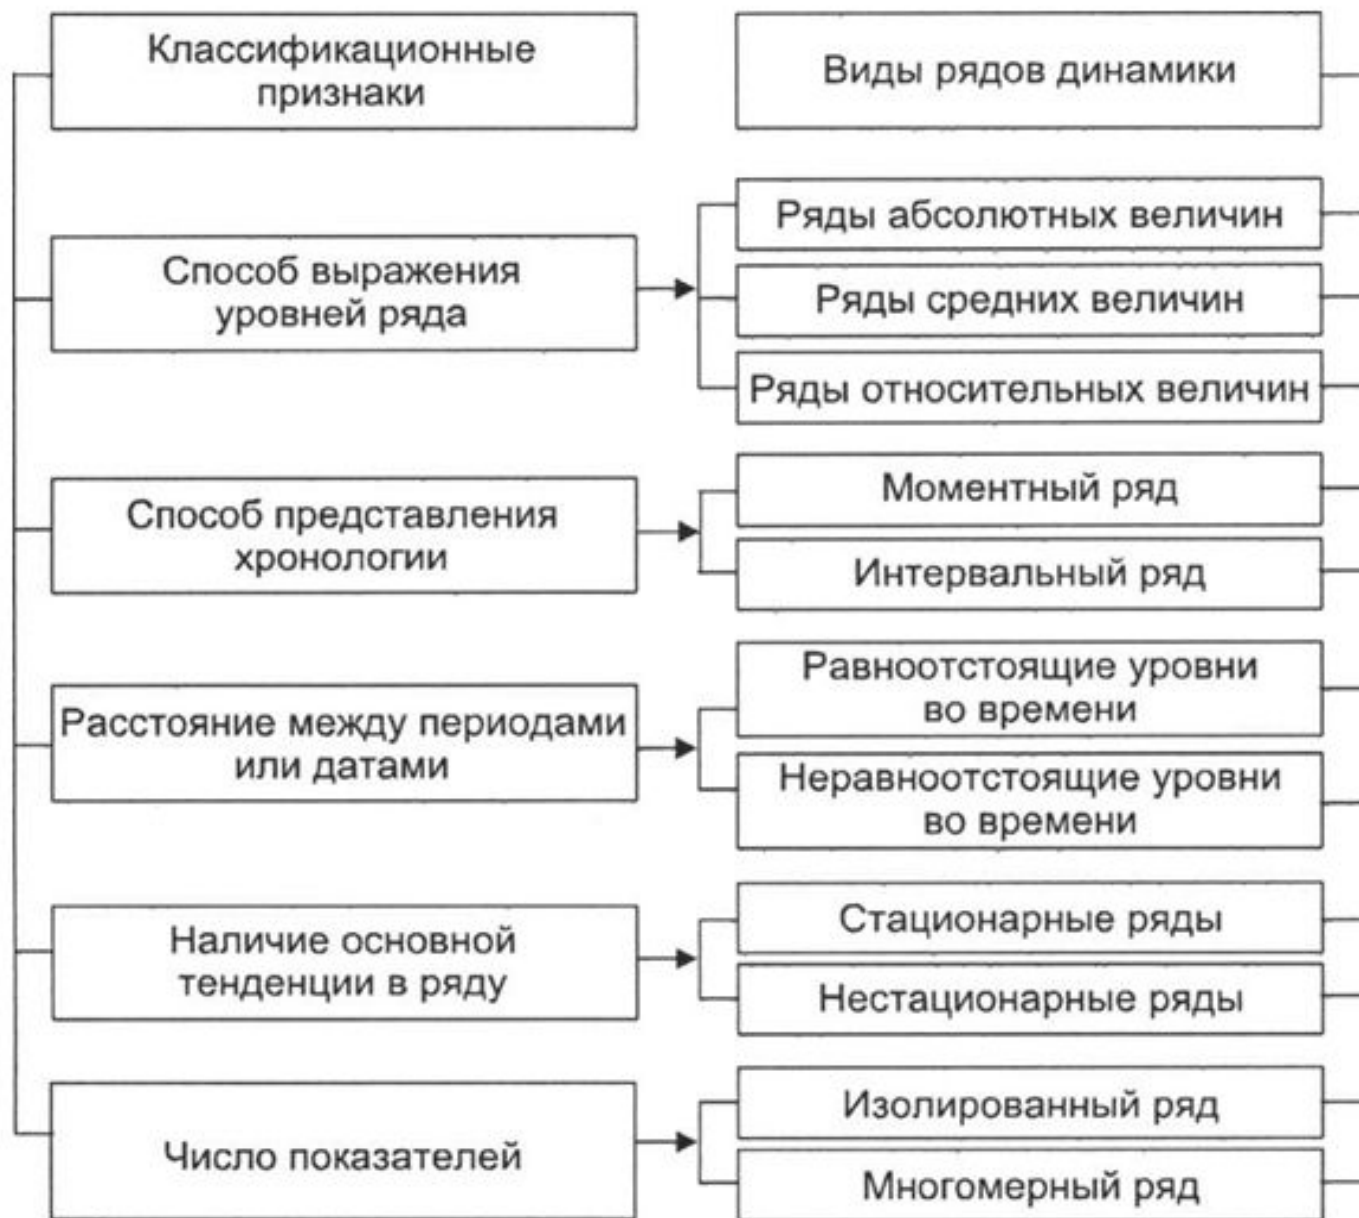 Классификационные
признаки
Виды рядов динамики
Способ выражения
уровней ряда
Ряды абсолютных величин
Ряды средних величин
Ряды относительных величин
Способ представления
хронологии
Моментный ряд
Интервальный ряд
Расстояние между периодами
или датами
Равноотстоящие уровни
во времени
Неравноотстоящие уровни
во времени
Наличие основной
тенденции в ряду
Стационарные ряды
Нестационарные ряды
Число показателей
Изолированный ряд
Многомерный ряд